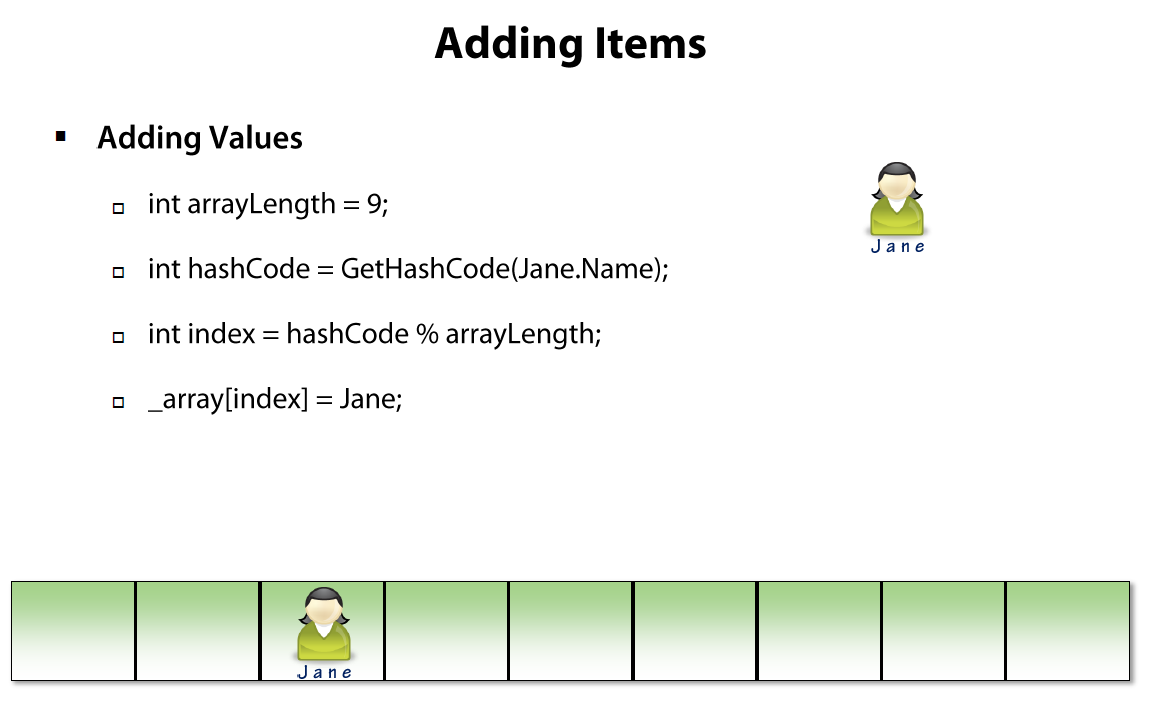 Adding Items
Adding Values
int arrayLength = 9;
Jane
int hashCode = GetHashCode(Jane.Name);
int index = hashCode % arrayLength;
_array[index] = Jane;
Jane